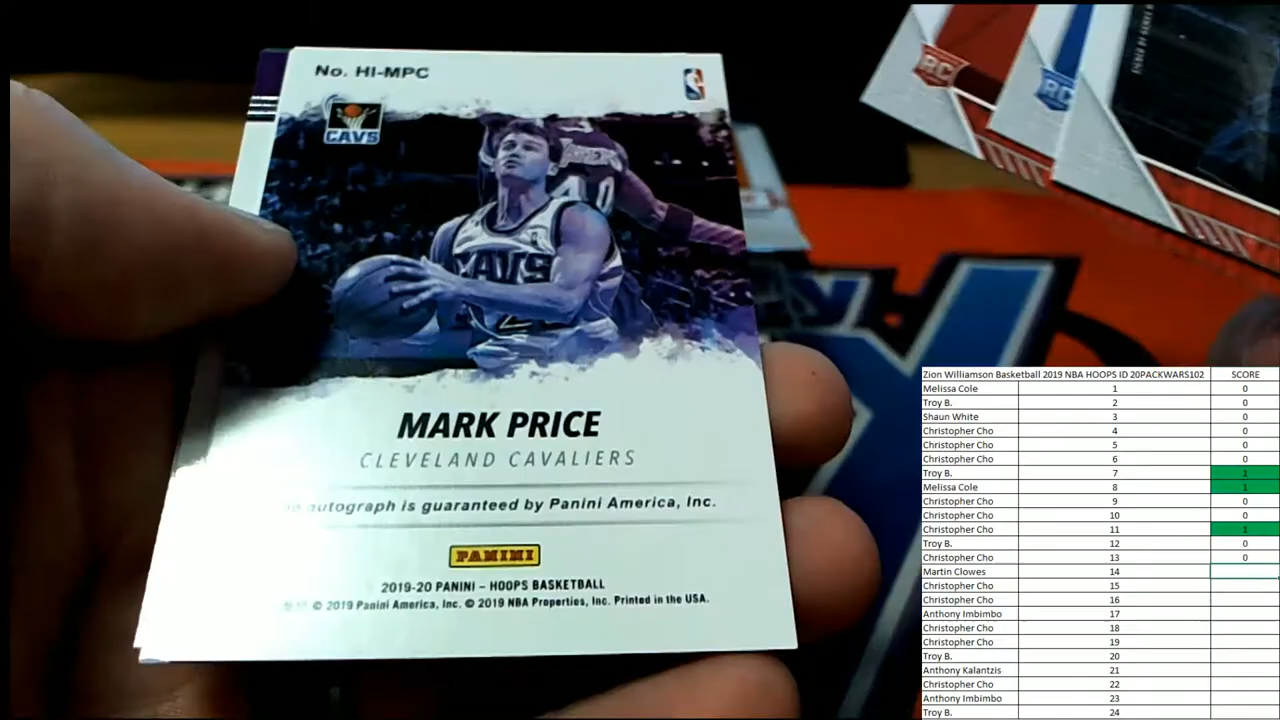 No. HI-MPC
CAVS
CAVS
40
MARK PRICE
CLEVELAND CAVALIERS
autograph is guaranteed by Panini America, Inc.
PANINI
2019-20 PANINI – HOOPS BASKETBALL
© 2019 Panini America, Inc. © 2019 NBA Properties, Inc. Printed in the USA.
RC
RC
Zion Williamson Basketball 2019 NBA HOOPS ID 20PACKWARS102 SCORE
Melissa Cole 1 0
Troy B. 2 0
Shaun White 3 0
Christopher Cho 4 0
Christopher Cho 5 0
Christopher Cho 6 0
Troy B. 7 1
Melissa Cole 8 1
Christopher Cho 9 0
Christopher Cho 10 0
Christopher Cho 11 1
Troy B. 12 0
Christopher Cho 13 0
Martin Clowes 14
Christopher Cho 15
Christopher Cho 16
Anthony Imbimbo 17
Christopher Cho 18
Christopher Cho 19
Troy B. 20
Anthony Kalantzis 21
Christopher Cho 22
Anthony Imbimbo 23
Troy B. 24